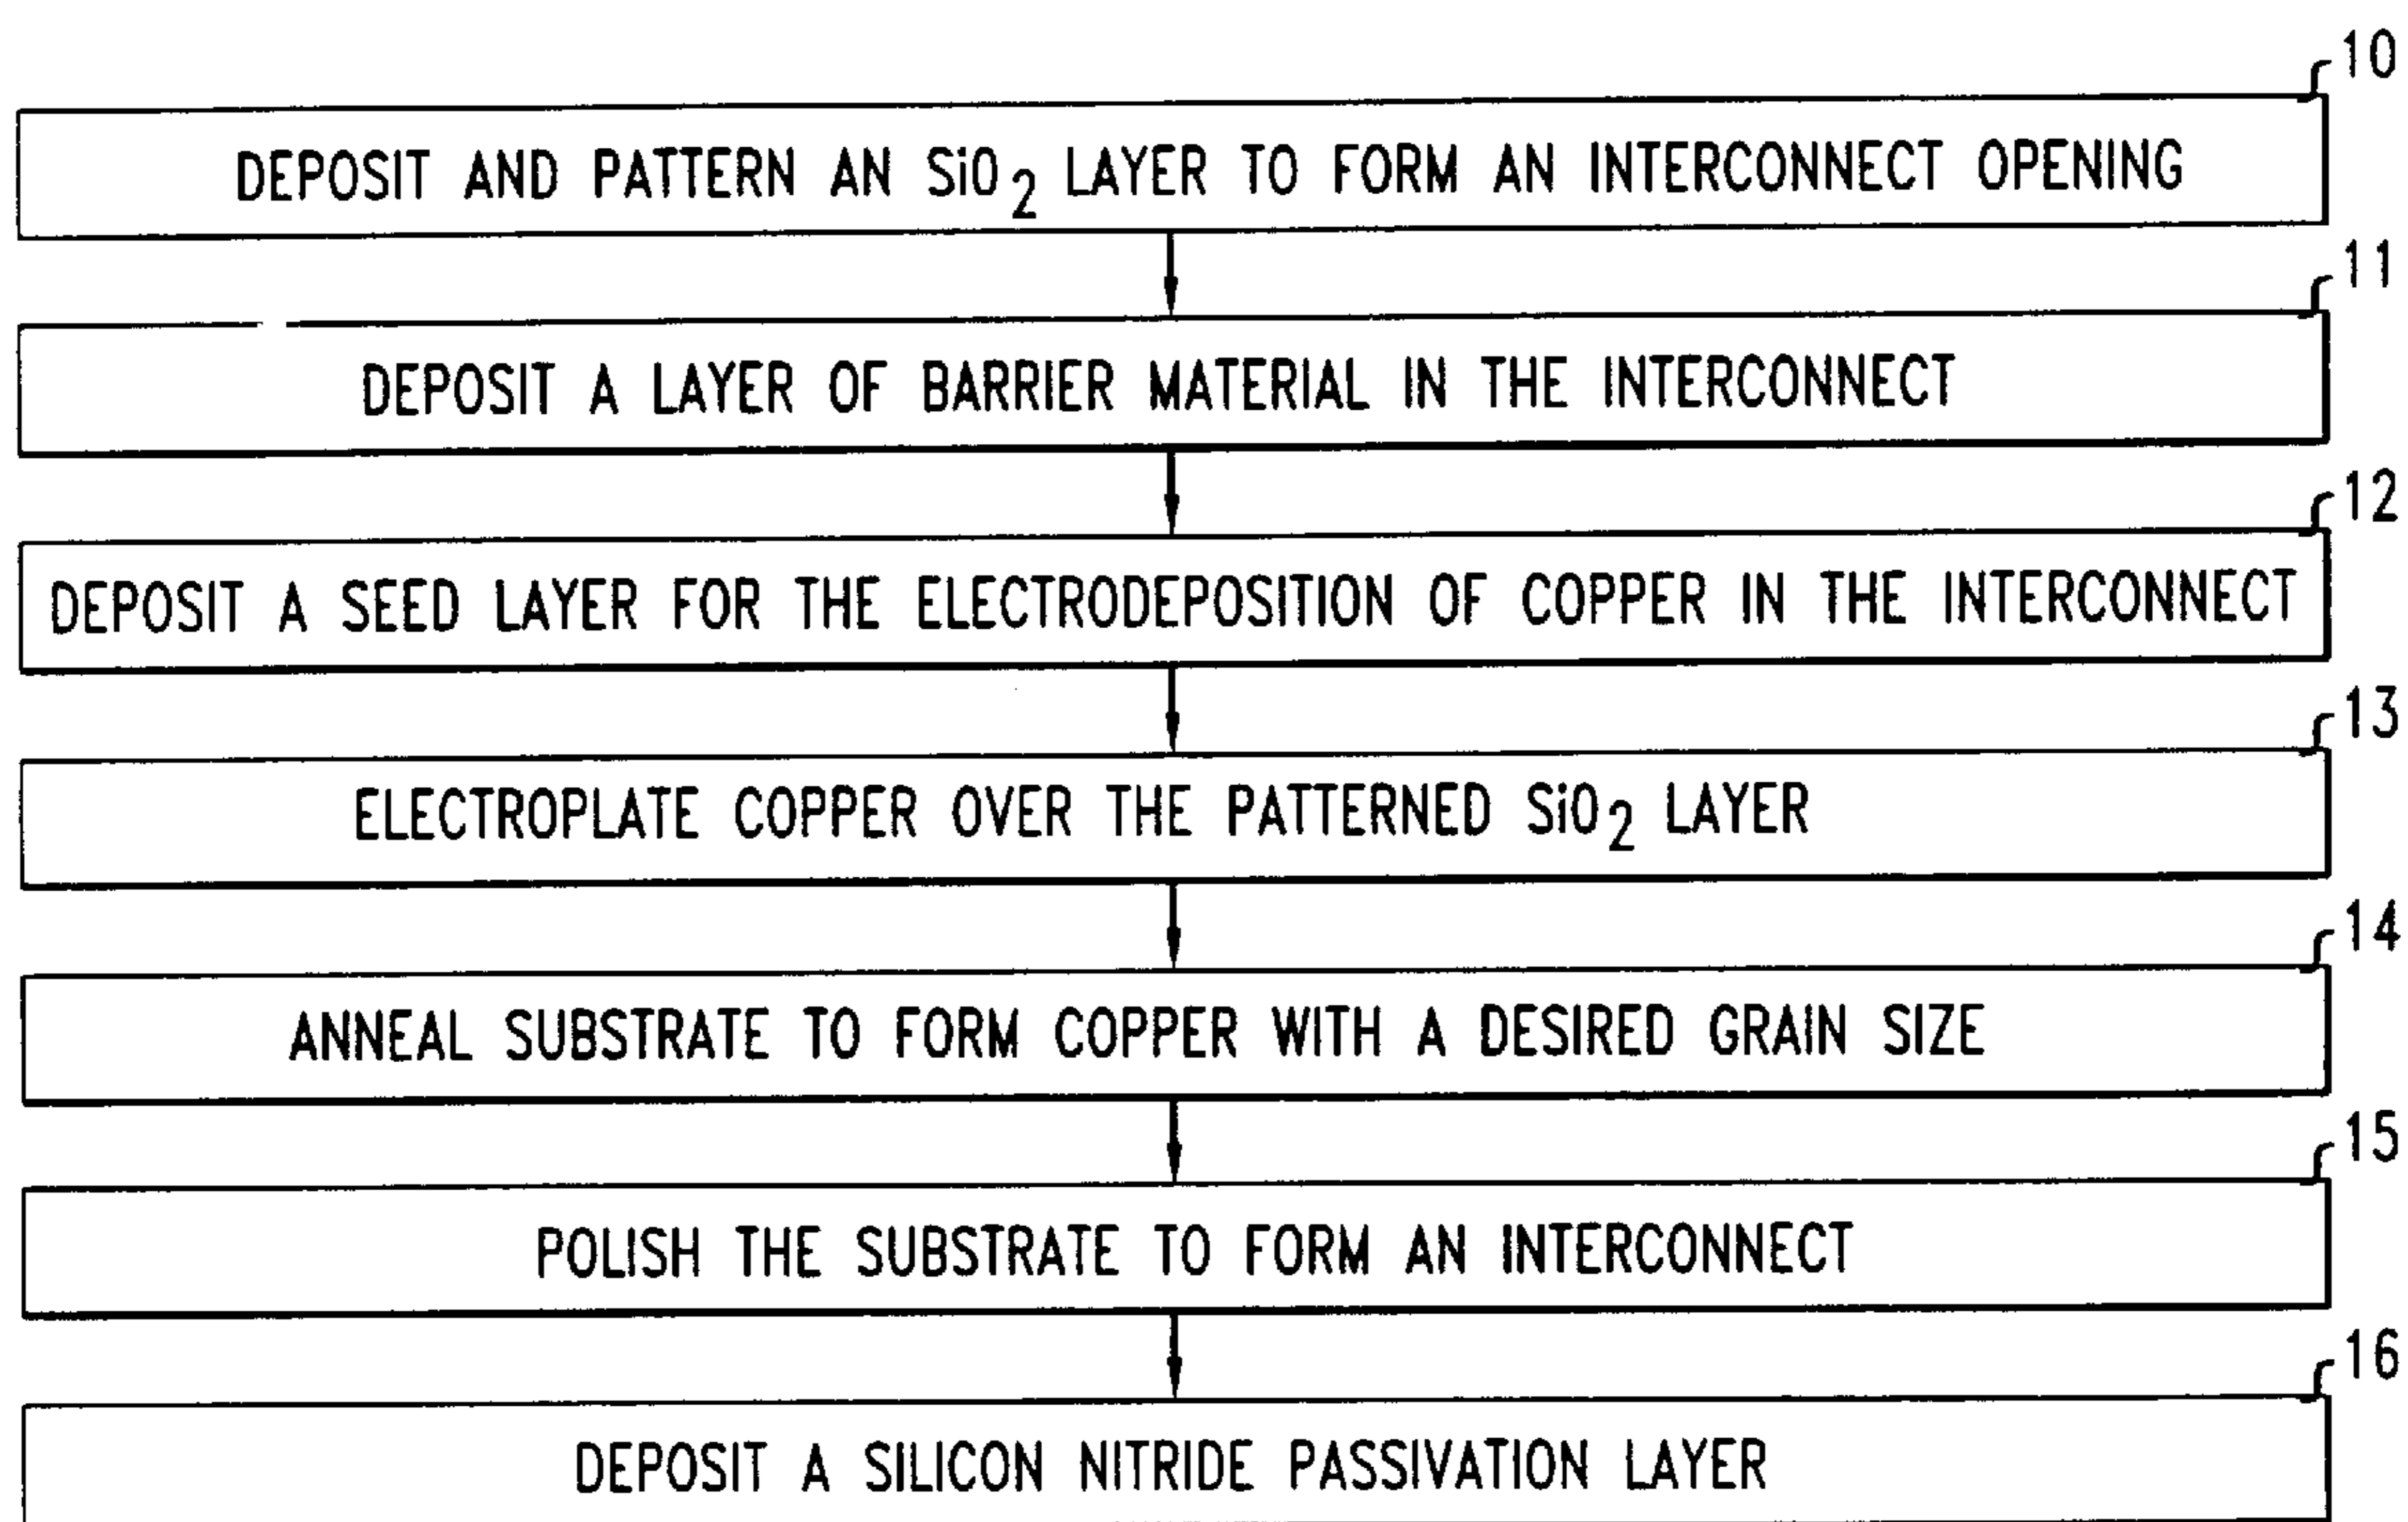 10
DEPOSIT AND PATTERN AN SiO2 LAYER TO FORM AN INTERCONNECT OPENING
11
DEPOSIT A LAYER OF BARRIER MATERIAL IN THE INTERCONNECT
12
DEPOSIT A SEED LAYER FOR THE ELECTRODEPOSITION OF COPPER IN THE INTERCONNECT
13
ELECTROPLATE COPPER OVER THE PATTERNED SiO2 LAYER
14
ANNEAL SUBSTRATE TO FORM COPPER WITH A DESIRED GRAIN SIZE
15
POLISH THE SUBSTRATE TO FORM AN INTERCONNECT
16
DEPOSIT A SILICON NITRIDE PASSIVATION LAYER